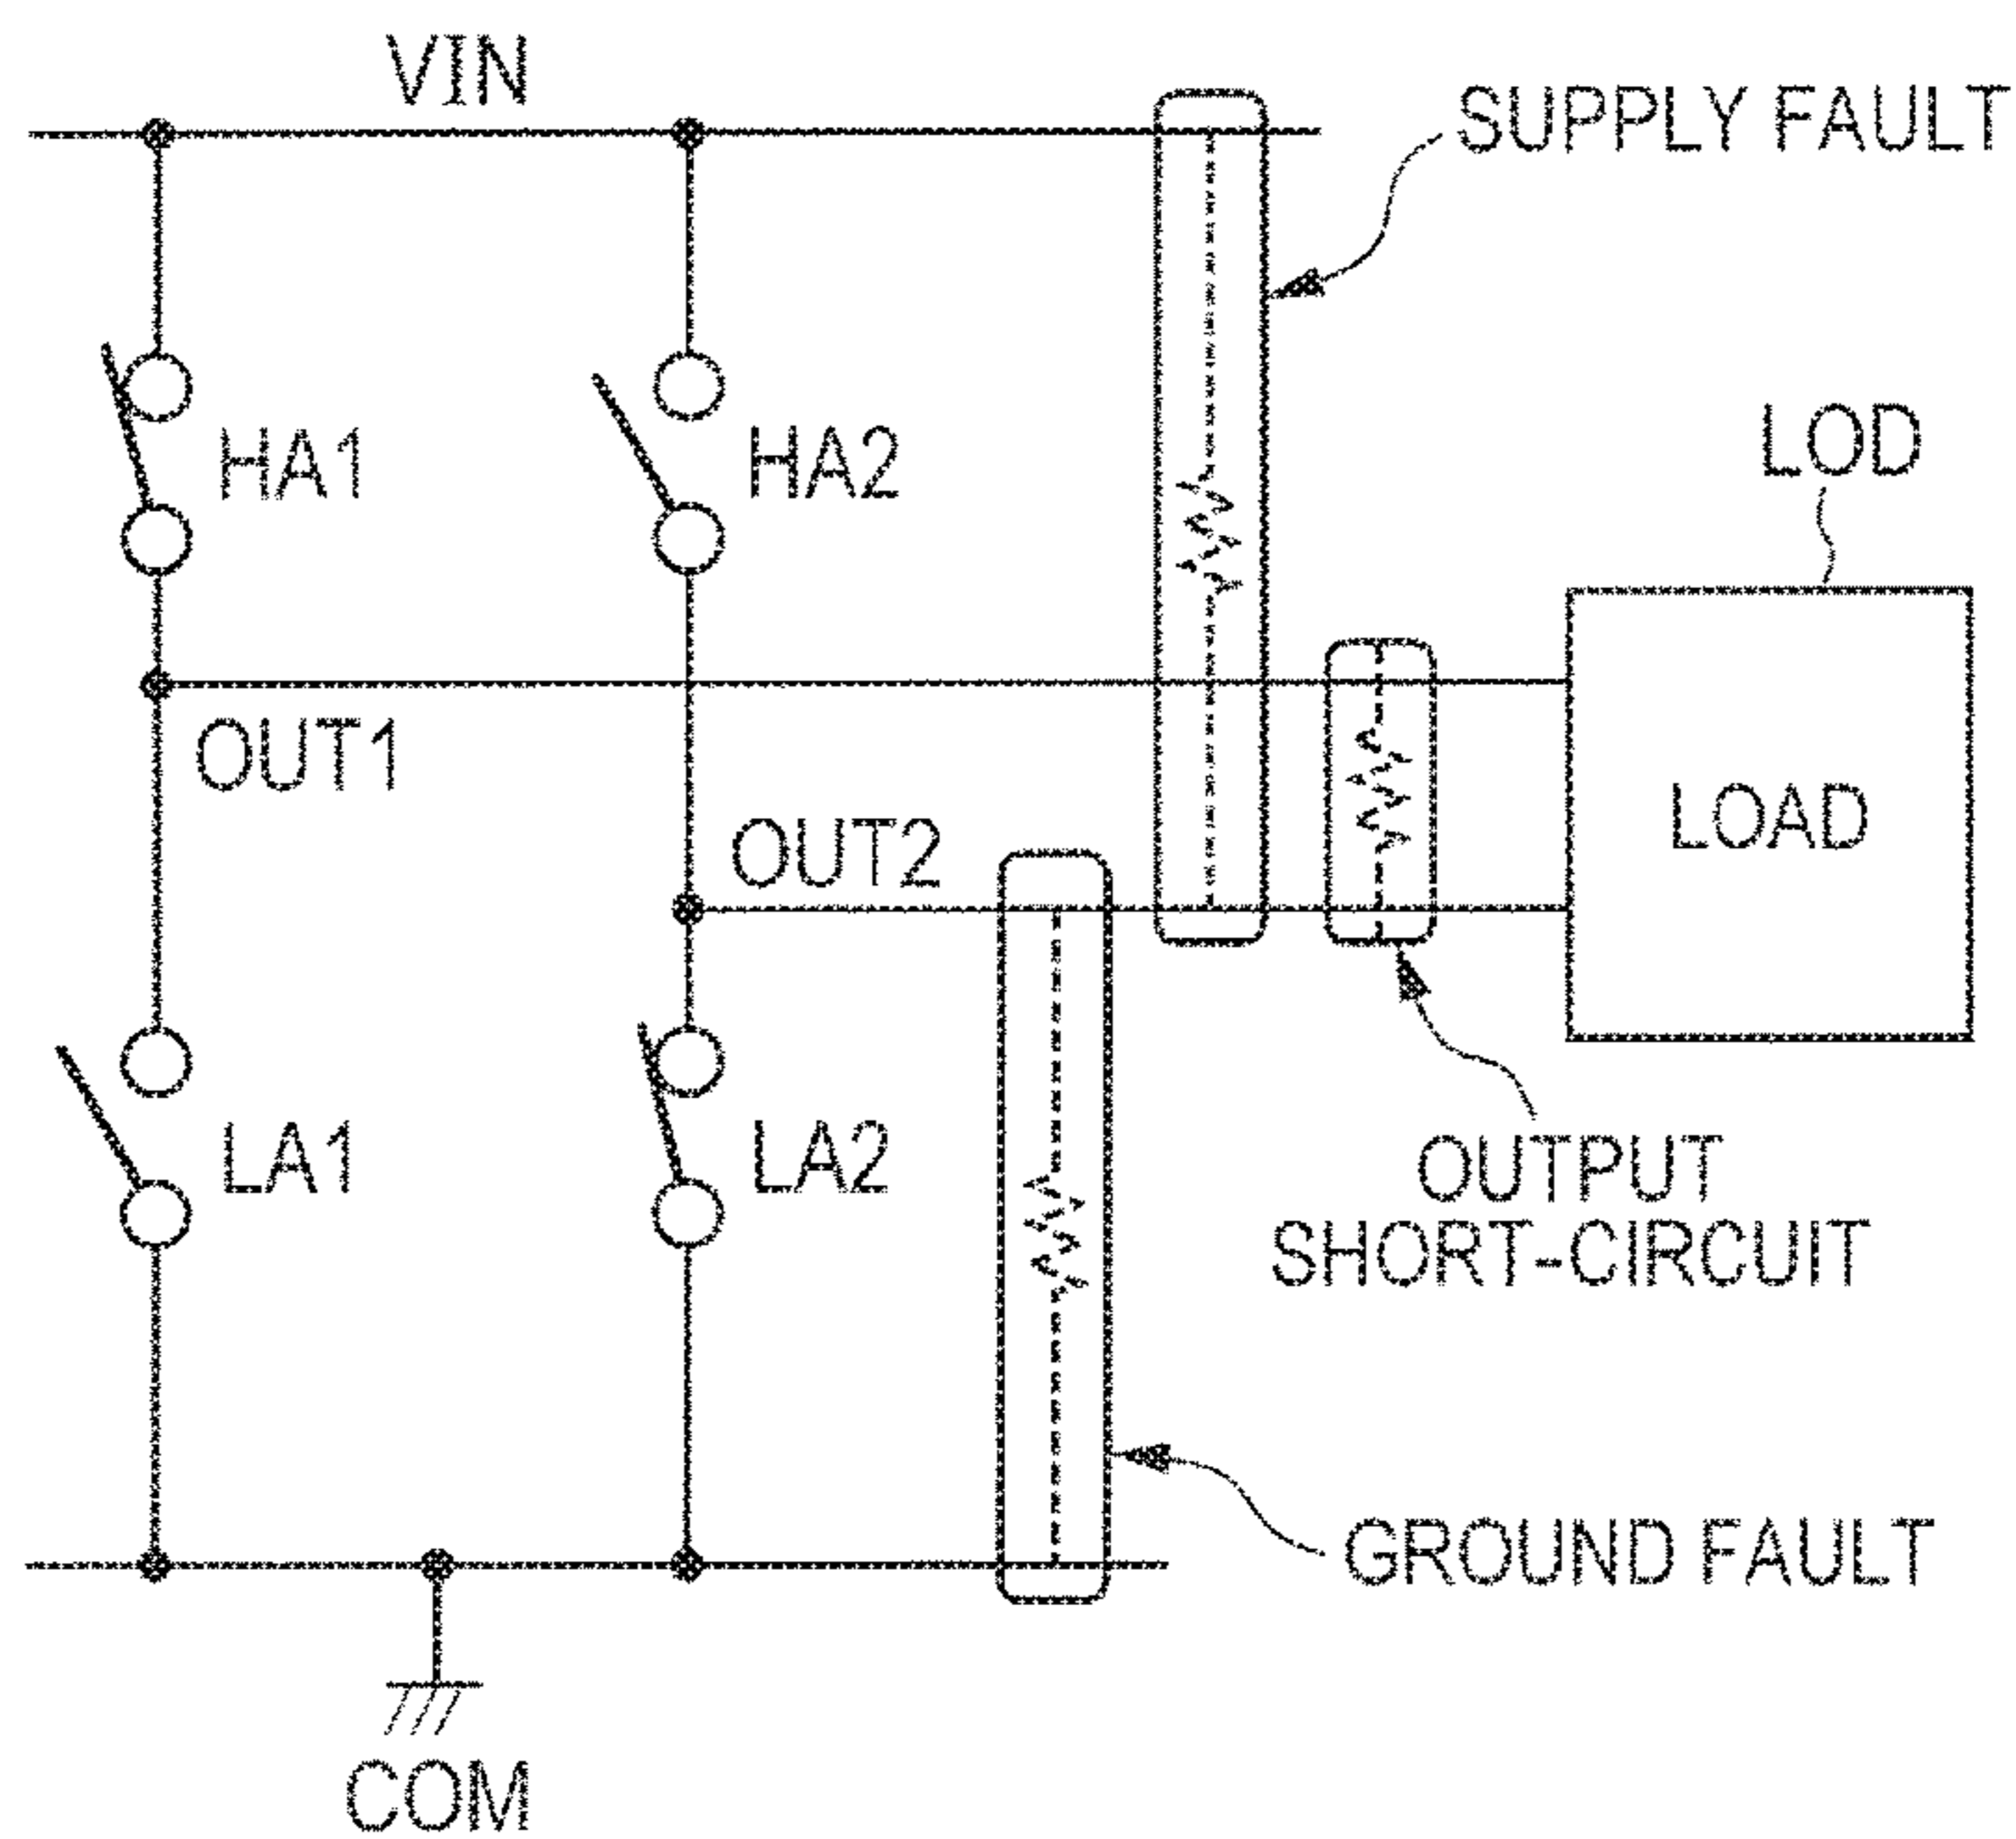 VIN
SUPPLY FAULT
HA1
HA2
LOD
OUT1
LOAD
OUT2
LA1
LA2
OUTPUT
SHORT-CIRCUIT
GROUND FAULT
COM